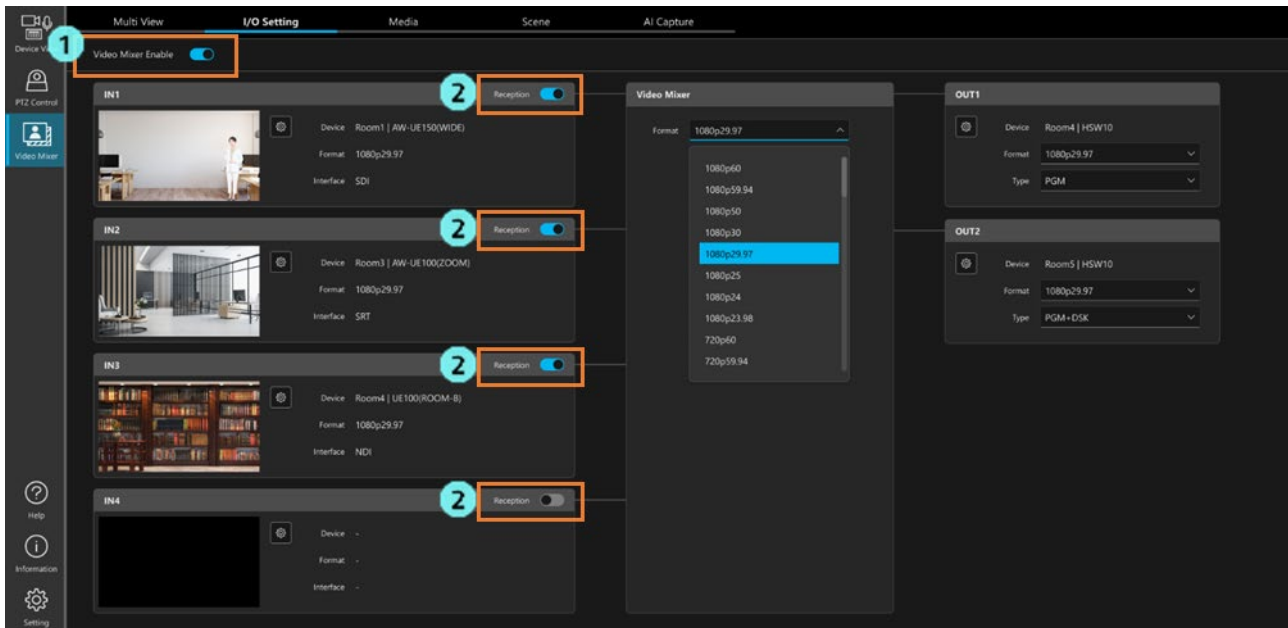 Multi View
I/O Setting
Media
Scene
AI Capture
1
Video Mixer Enable
Device Vi
PTZ Control
Video Mixer
Help
Information
Setting
IN1
2
Reception
Device Room1 | AW-UE150(WIDE)
Format 1080p29.97
Interface SDI
IN2
2
Reception
Device Room3 | AW-UE100(ZOOM)
Format 1080p29.97
Interface SRT
IN3
2
Reception
Device Room4 | UE100(ROOM-B)
Format 1080p29.97
Interface NDI
IN4
2
Reception
Device -
Format -
Interface -
Video Mixer
Format 1080p29.97
1080p60
1080p59.94
1080p50
1080p30
1080p29.97
1080p25
1080p24
1080p23.98
720p60
720p59.94
OUT1
Device Room4 | HSW10
Format 1080p29.97
Type PGM
OUT2
Device Room5 | HSW10
Format 1080p29.97
Type PGM+DSK